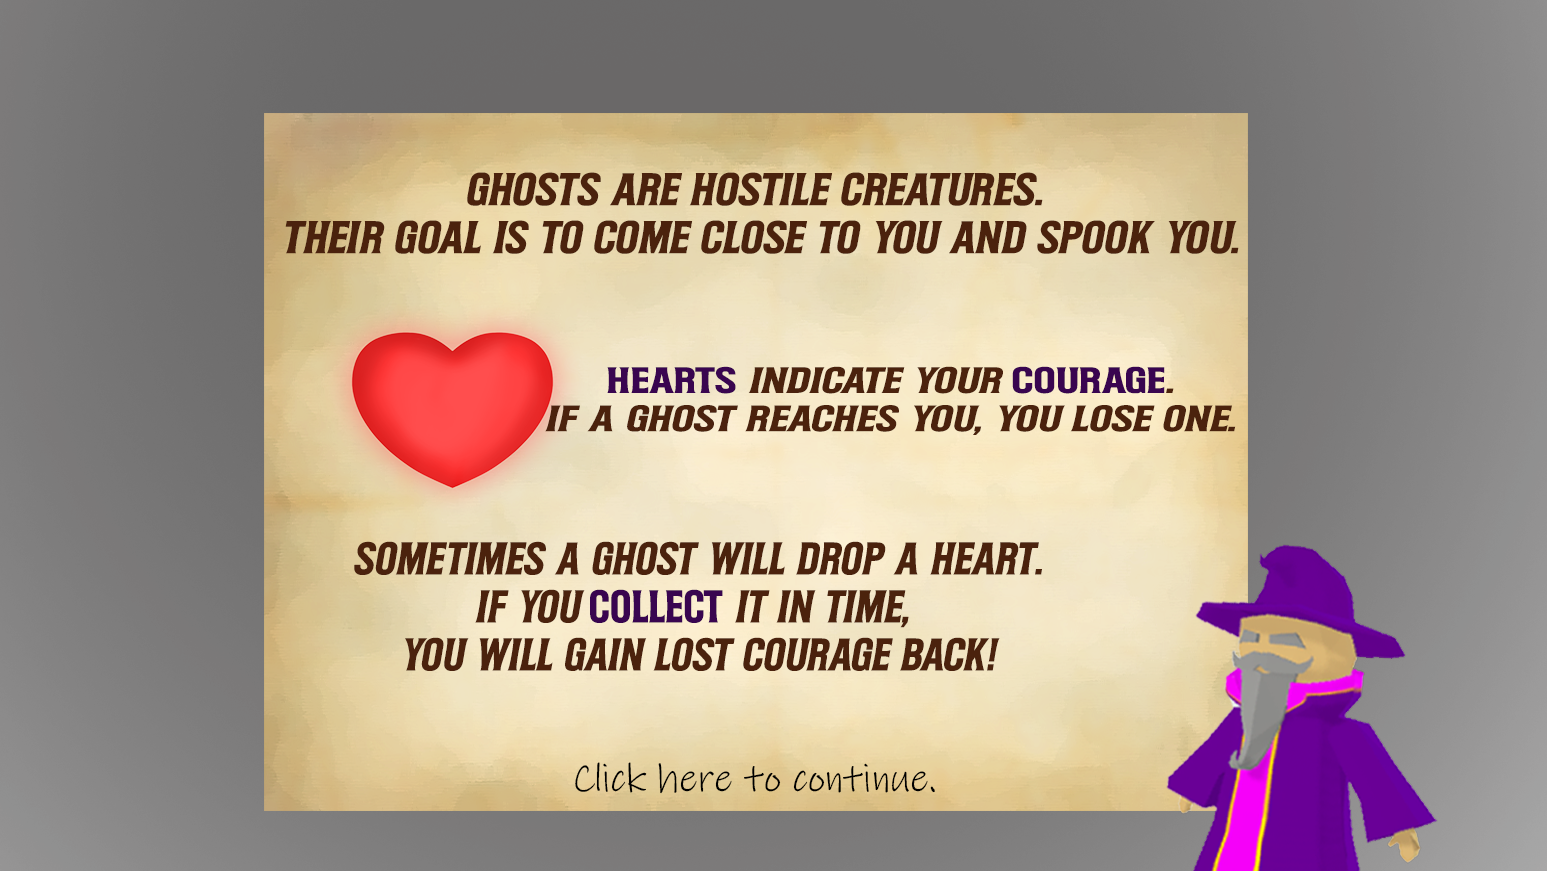 GHOSTS ARE HOSTILE CREATURES.
THEIR GOAL IS TO COME CLOSE TO YOU AND SPOOK YOU.
HEARTS INDICATE YOUR COURAGE.
IF A GHOST REACHES YOU, YOU LOSE ONE.
SOMETIMES A GHOST WILL DROP A HEART.
IF YOU COLLECT IT IN TIME,
YOU WILL GAIN LOST COURAGE BACK!
Click here to continue.